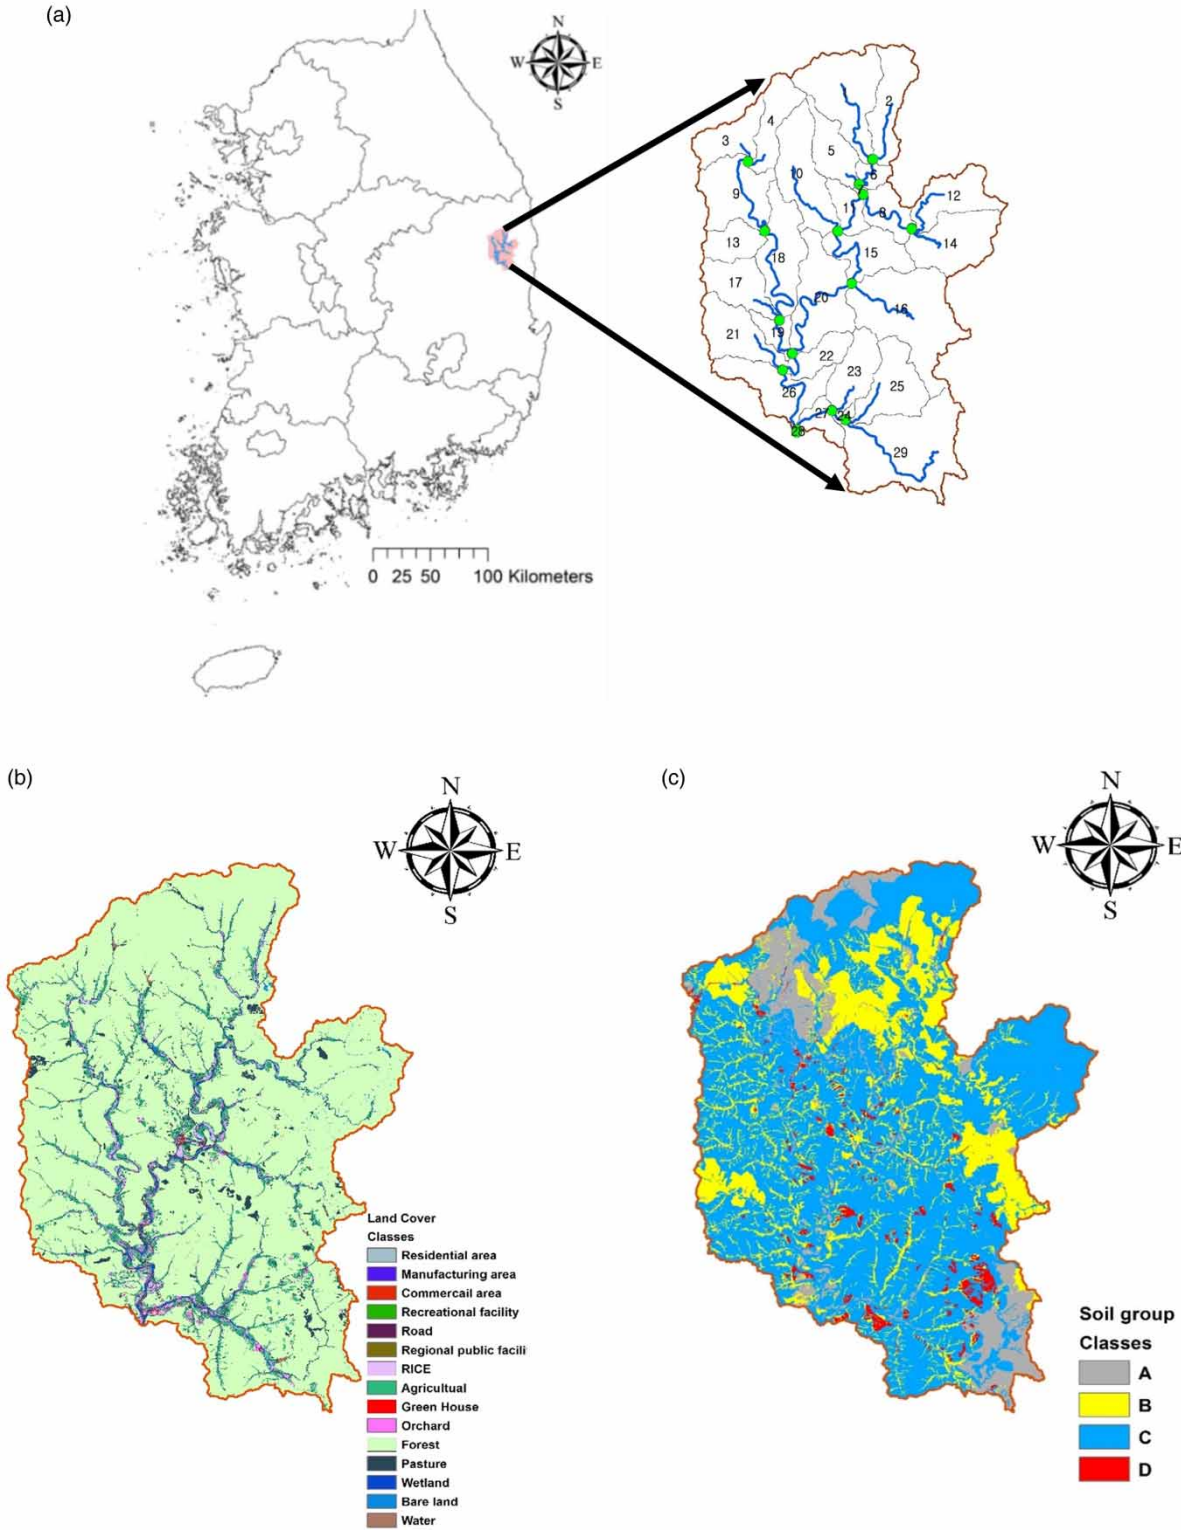 (a)
N
W E
S
0 25 50 100 Kilometers
1
2
4
3
5
6
10
9
12
11
8
14
13
15
18
17
20
16
19
21
22
23
25
26
27
24
28
29
(b)
N
W E
S
Land Cover
Classes
Residential area
Manufacturing area
Commercail area
Recreational facility
Road
Regional public facili
RICE
Agricultual
Green House
Orchard
Forest
Pasture
Wetland
Bare land
Water
(c)
N
W E
S
Soil group
Classes
A
B
C
D